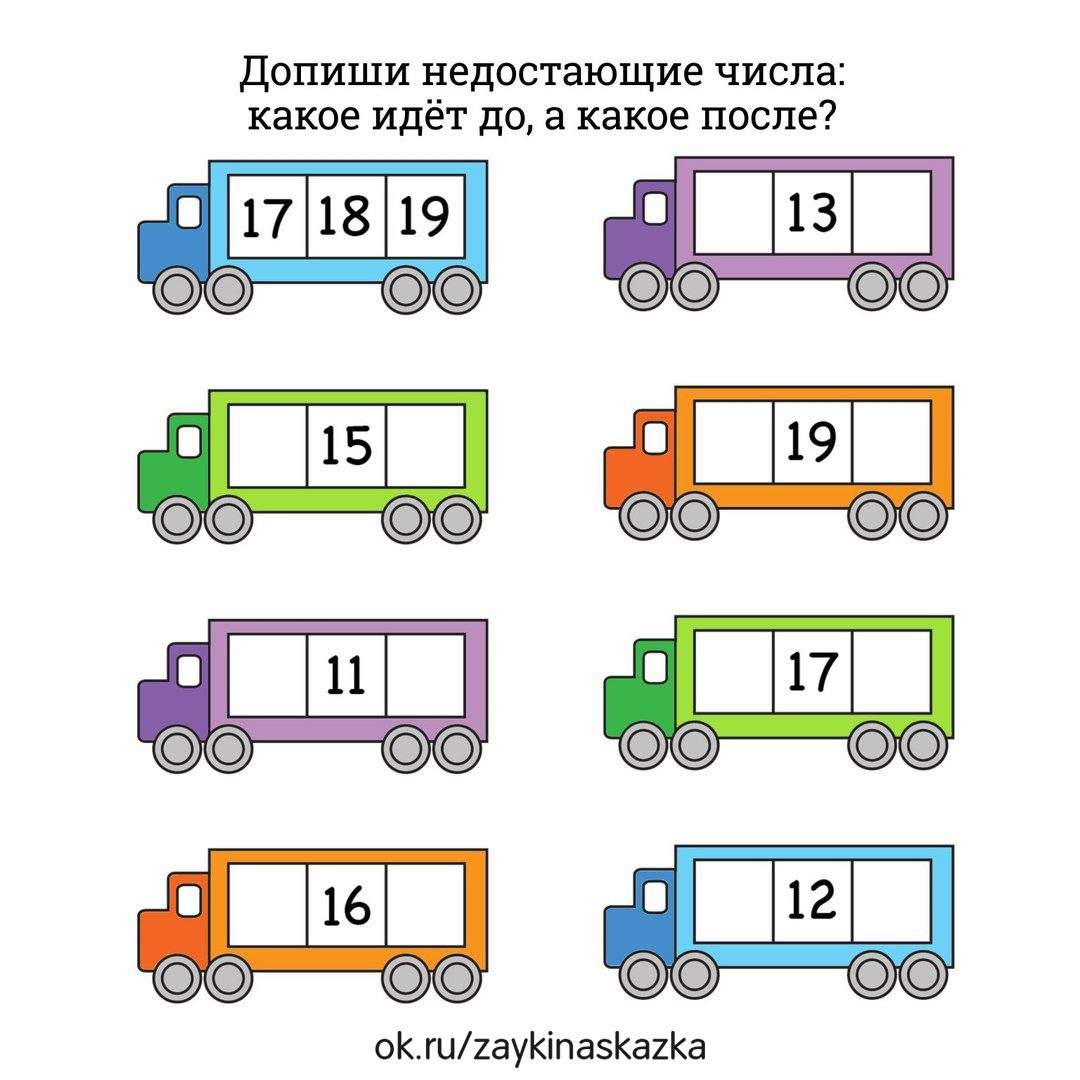 Допиши недостающие числа:
какое идёт до, а какое после?
17 18 19
13
15
19
11
17
16
12
ok.ru/zaykinaskazka